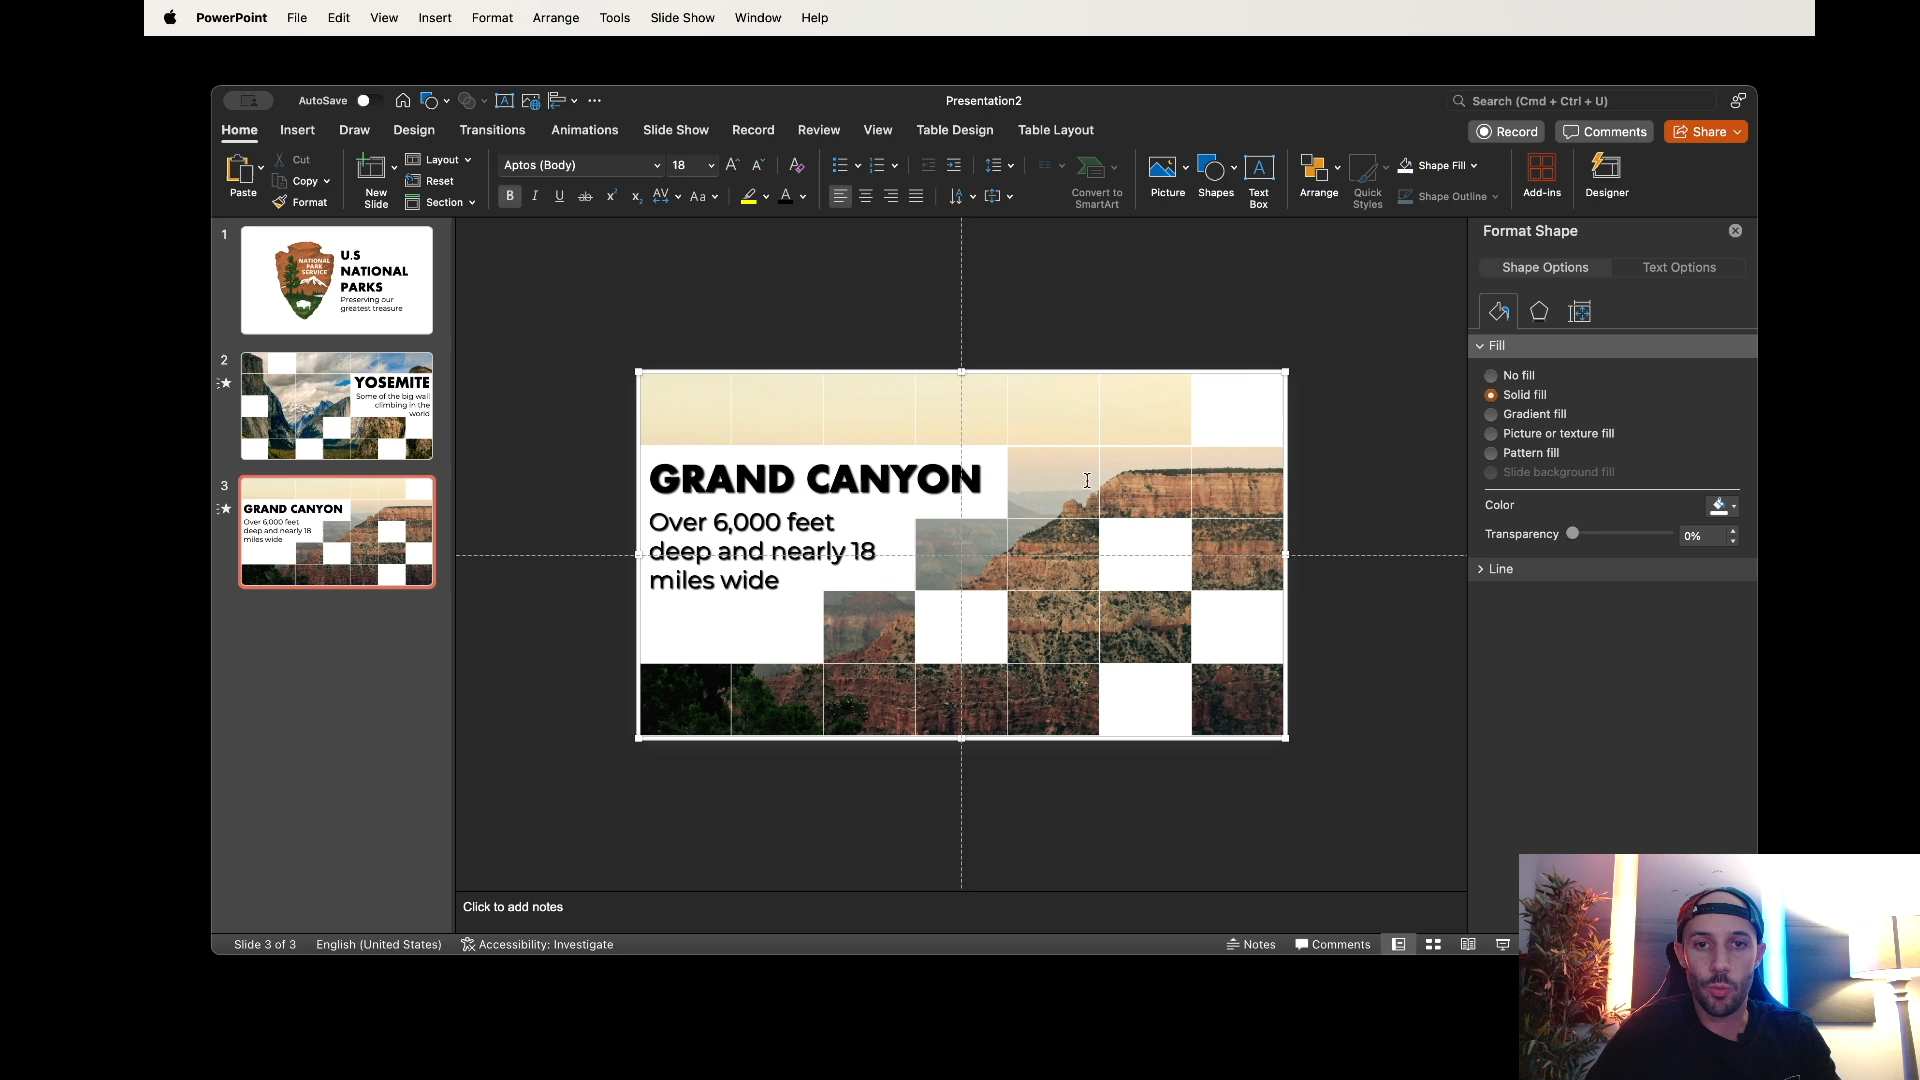 PowerPoint File Edit View Insert Format Arrange Tools Slide Show Window Help
AutoSave
Presentation2
Search (Cmd + Ctrl + U)
Home Insert Draw Design Transitions Animations Slide Show Record Review View Table Design Table Layout
Record Comments Share
Paste
Cut
Copy
Format
New
Slide
Layout
Reset
Section
Aptos (Body) 18
Convert to
SmartArt
Picture Shapes Text
Box
Arrange Quick
Styles
Shape Fill
Shape Outline
Add-ins Designer
1
NATIONAL
PARK
SERVICE
U.S
NATIONAL
PARKS
Preserving our
greatest treasure
2
YOSEMITE
Some of the big wall
climbing in the
world
3
GRAND CANYON
Over 6,000 feet
deep and nearly 18
miles wide
GRAND CANYON
Over 6,000 feet
deep and nearly 18
miles wide
Format Shape
Shape Options Text Options
Fill
No fill
Solid fill
Gradient fill
Picture or texture fill
Pattern fill
Slide background fill
Color
Transparency 0%
Line
Click to add notes
Slide 3 of 3 English (United States) Accessibility: Investigate
Notes Comments